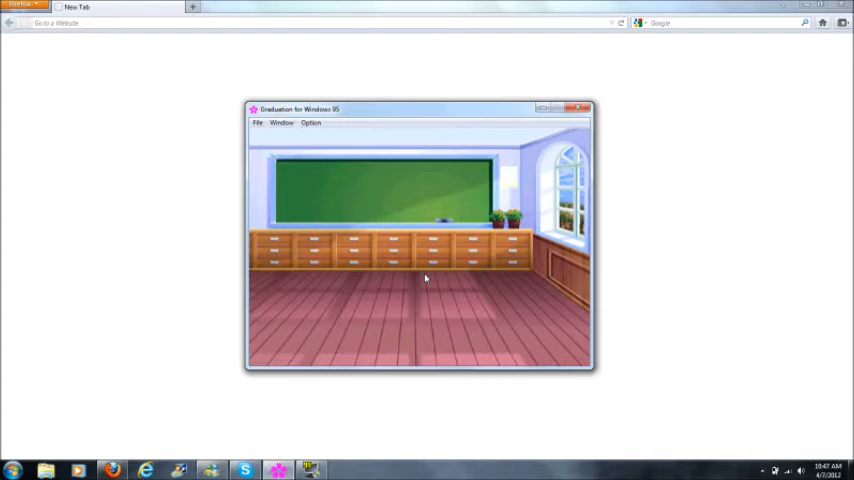 Firefox
New Tab
Go to a Website
Google
Graduation for Windows 95
File Window Option
10:47 AM
4/7/2012